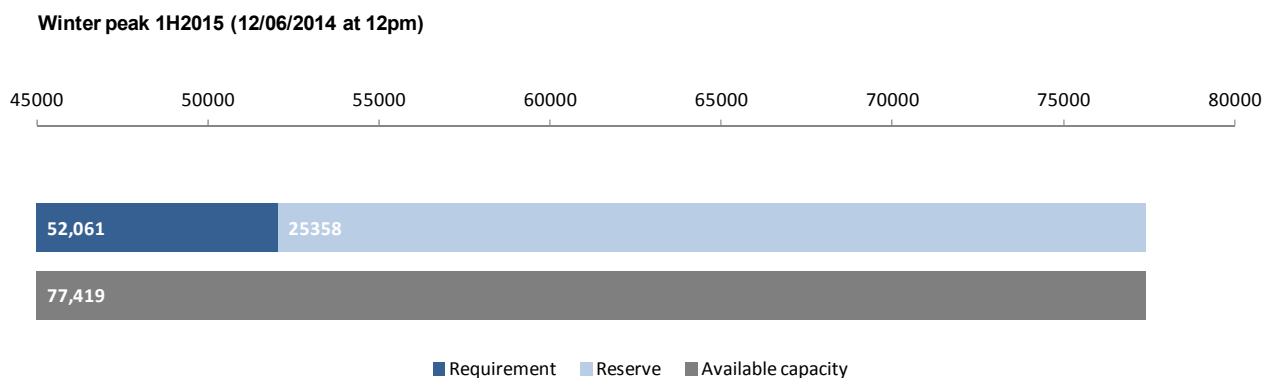 Winter peak 1H2015 (12/06/2014 at 12pm)
45000 50000 55000 60000 65000 70000 75000 80000
52,061 25358
77,419
Requirement Reserve Available capacity